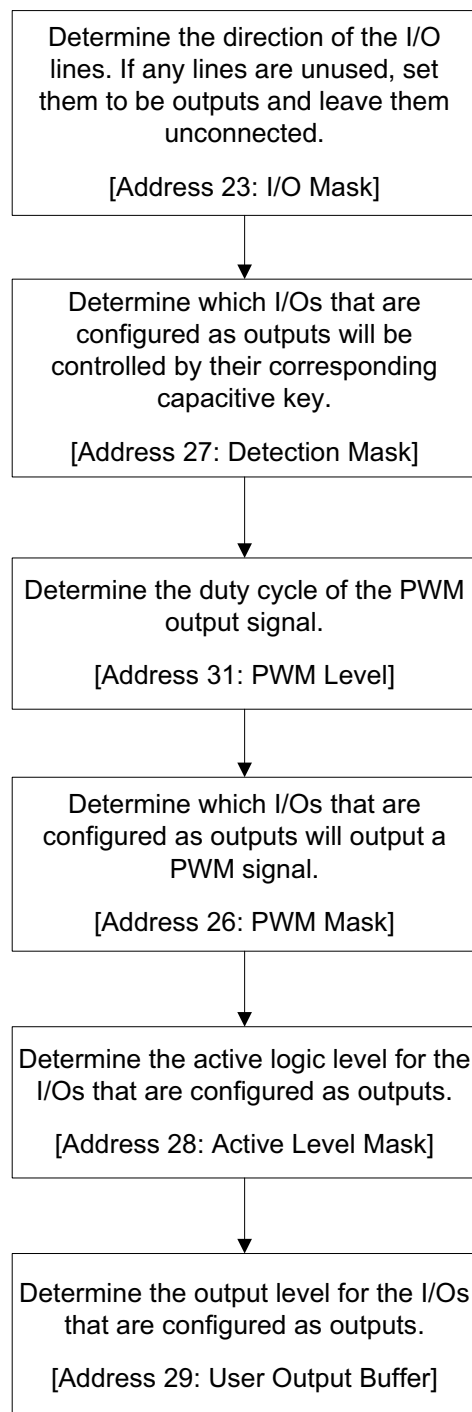 Determine the direction of the I/O
lines. If any lines are unused, set
them to be outputs and leave them
unconnected.
[Address 23: I/O Mask]
Determine which I/Os that are
configured as outputs will be
controlled by their corresponding
capacitive key.
[Address 27: Detection Mask]
Determine the duty cycle of the PWM
output signal.
[Address 31: PWM Level]
Determine which I/Os that are
configured as outputs will output a
PWM signal.
[Address 26: PWM Mask]
Determine the active logic level for the
I/Os that are configured as outputs.
[Address 28: Active Level Mask]
Determine the output level for the I/Os
that are configured as outputs.
[Address 29: User Output Buffer]